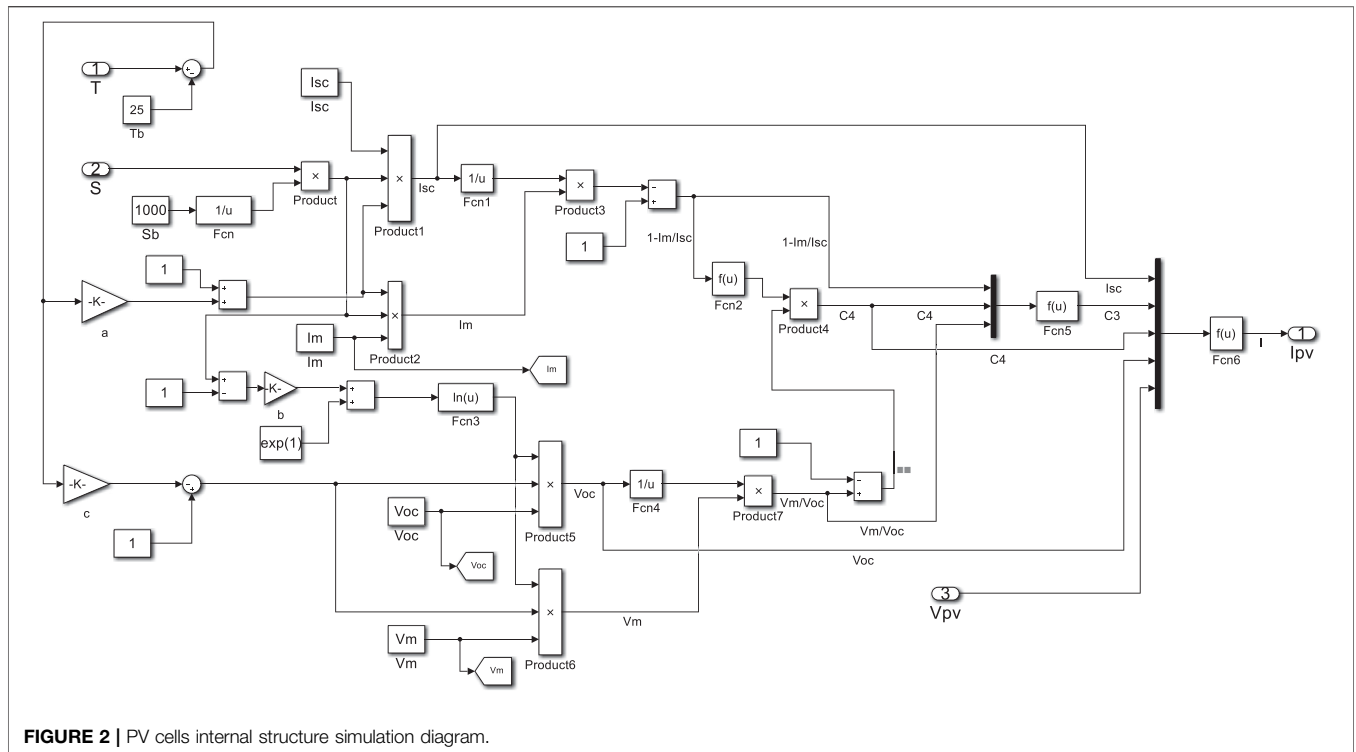 1
T
+
-
25
Tb
Isc
Isc
2
S
×
Product
1000
Sb
1/u
Fcn
×
Product1
Isc
1/u
Fcn1
×
Product3
-
+
1
1-Im/Isc
1-Im/Isc
Isc
1
+
+
-K-
a
×
Product2
Im
Im
Im
Im
f(u)
Fcn2
×
Product4
C4
C4
C4
f(u)
Fcn5
C3
f(u)
Fcn6
I
1
Ipv
1
+
-
-K-
b
+
+
exp(1)
ln(u)
Fcn3
-K-
c
-
+
1
×
Product5
Voc
Voc
Voc
Voc
1/u
Fcn4
×
Product7
Vm/Voc
1
-
+
Vm/Voc
Voc
×
Product6
Vm
Vm
Vm
Vm
3
Vpv
FIGURE 2 | PV cells internal structure simulation diagram.